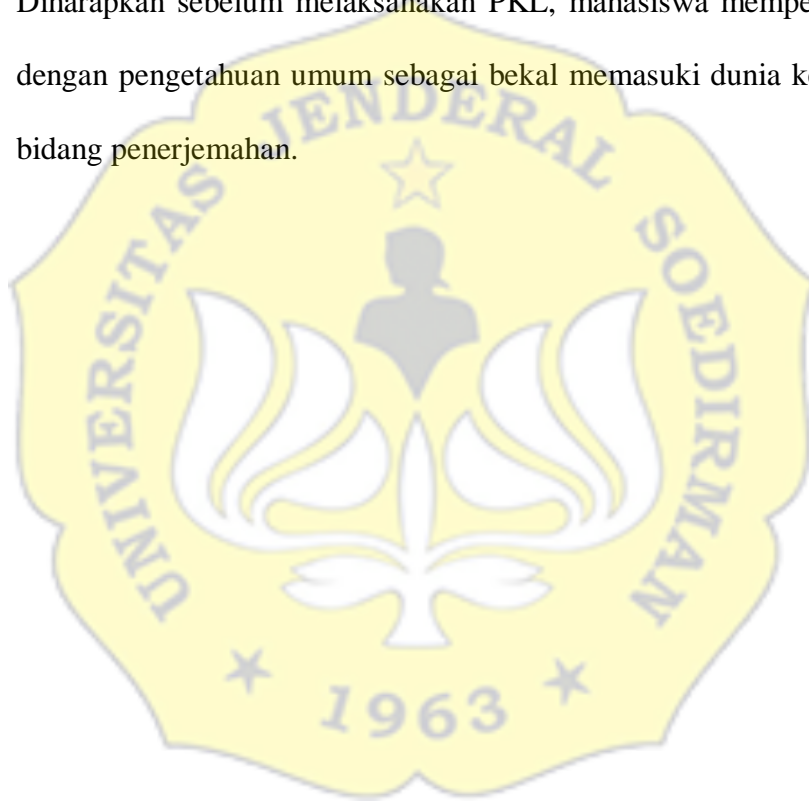 Diharapkan sebelum melaksanakan PKL, mahasiswa
dengan pengetahuan umum sebagai bekal memasuki dunia
bidang penerjemahan.
UNIVERSITAS JENDERAL SOEDIRMAN
1963